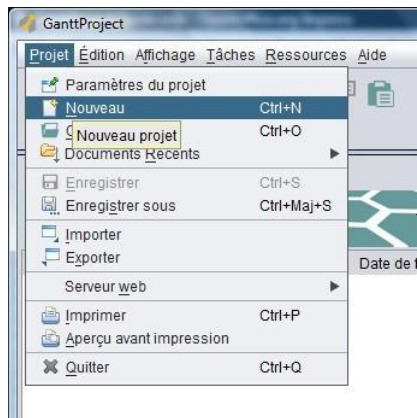 GanttProject
Projet Édition Affichage Tâches Ressources Aide
Paramètres du projet
Nouveau Ctrl+N
Nouveau projet
Ctrl+O
Documents Récents
Enregistrer Ctrl+S
Enregistrer sous Ctrl+Maj+S
Importer
Exporter
Date de
Serveur web
Imprimer Ctrl+P
Aperçu avant impression
Quitter Ctrl+Q